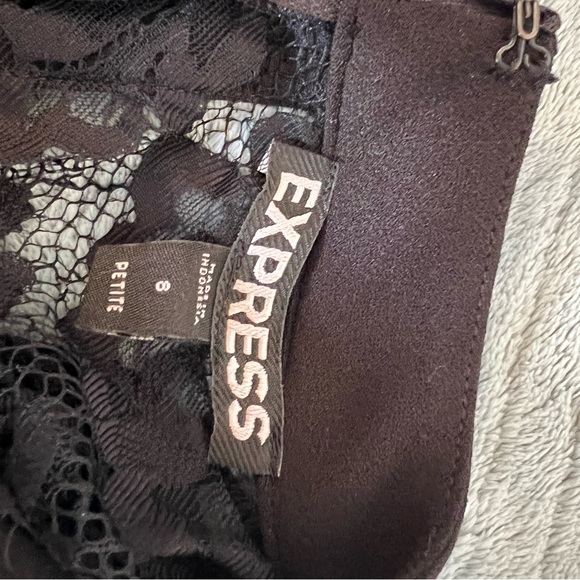 EXPRESS
MADE IN
INDONESIA
8
PETITE